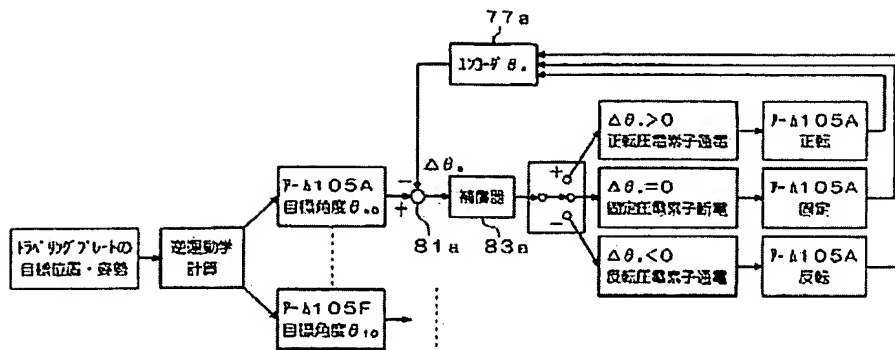 77a
エンコーダ θₐ
トラベリングプレートの
目標位置・姿勢
逆運動学
計算
アーム105A
目標角度θₐ₀
アーム105F
目標角度θf₀
－
＋
Δθₐ
81a
補償器
83a
＋
－
Δθₐ>0
正転圧電素子通電
アーム105A
正転
Δθₐ=0
固定圧電素子断電
アーム105A
固定
Δθₐ<0
反転圧電素子通電
アーム105A
反転